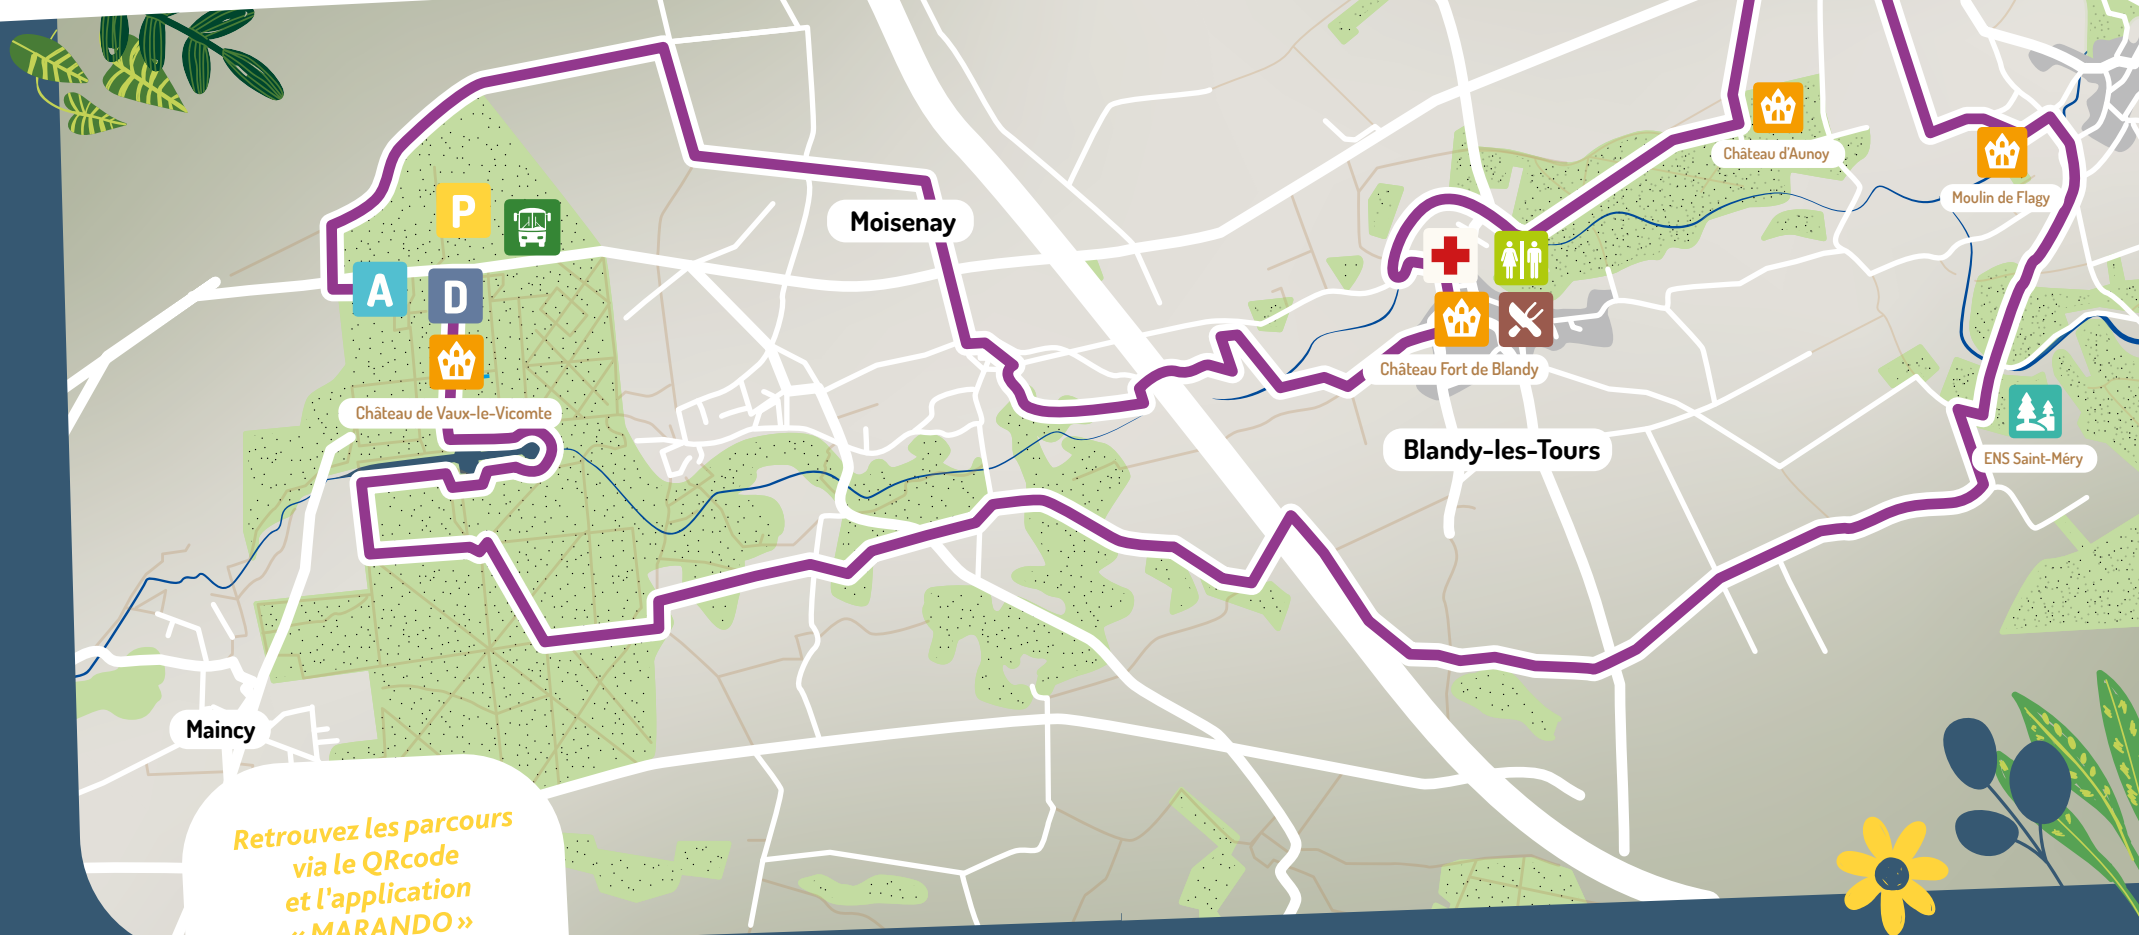 Château d'Aunoy
Moulin de Flagy
P
Moisenay
A
D
Château Fort de Blandy
Château de Vaux-le-Vicomte
Blandy-les-Tours
ENS Saint-Méry
Maincy
Retrouvez les parcours
via le QRcode
et l'application
« MARANDO »